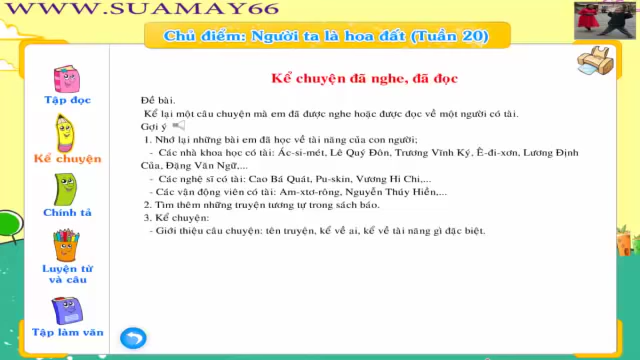 WWW.SUAMAY66
Chủ điểm: Người ta là hoa đất (Tuần 20)
Tập đọc
Kể chuyện
Chính tả
Luyện từ
và câu
Tập làm văn
Kể chuyện đã nghe, đã đọc
Đề bài.
Kể lại một câu chuyện mà em đã được nghe hoặc được đọc về một người có tài.
Gợi ý
1. Nhớ lại những bài em đã học về tài năng của con người;
- Các nhà khoa học có tài: Ác-si-mét, Lê Quý Đôn, Trương Vĩnh Ký, Ê-đi-xơn, Lương Định
Của, Đặng Văn Ngữ,...
- Các nghệ sĩ có tài: Cao Bá Quát, Pu-skin, Vương Hi Chi,...
- Các vận động viên có tài: Am-xtơ-rông, Nguyễn Thúy Hiền,...
2. Tìm thêm những truyện tương tự trong sách báo.
3. Kể chuyện:
- Giới thiệu câu chuyện: tên truyện, kể về ai, kể về tài năng gì đặc biệt.